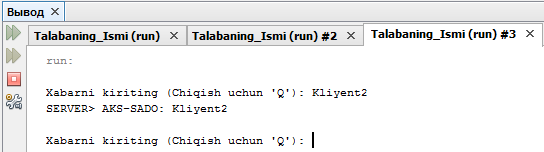 Вывод
Talabaning_Ismi (run) Talabaning_Ismi (run) #2 Talabaning_Ismi (run) #3
run:
Xabarni kiriting (Chiqish uchun 'Q'): Kliyent2
SERVER> AKS-SADO: Kliyent2
Xabarni kiriting (Chiqish uchun 'Q'):